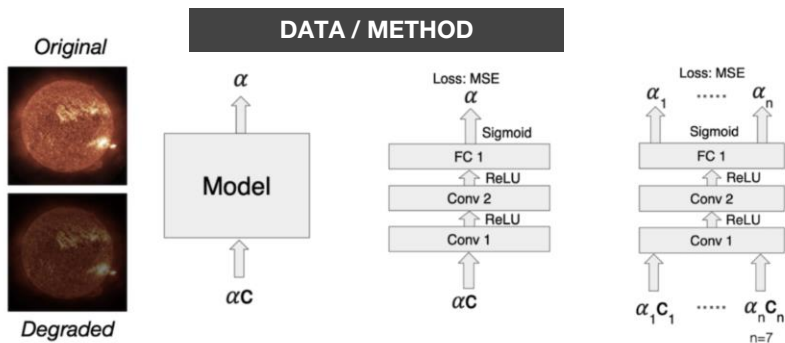 DATA / METHOD
Original
Degraded
α
Model
αC
Loss: MSE
α
Sigmoid
FC 1
ReLU
Conv 2
ReLU
Conv 1
αC
Loss: MSE
α₁ ..... αₙ
Sigmoid
FC 1
ReLU
Conv 2
ReLU
Conv 1
α₁C₁ ..... αₙCₙ
n=7